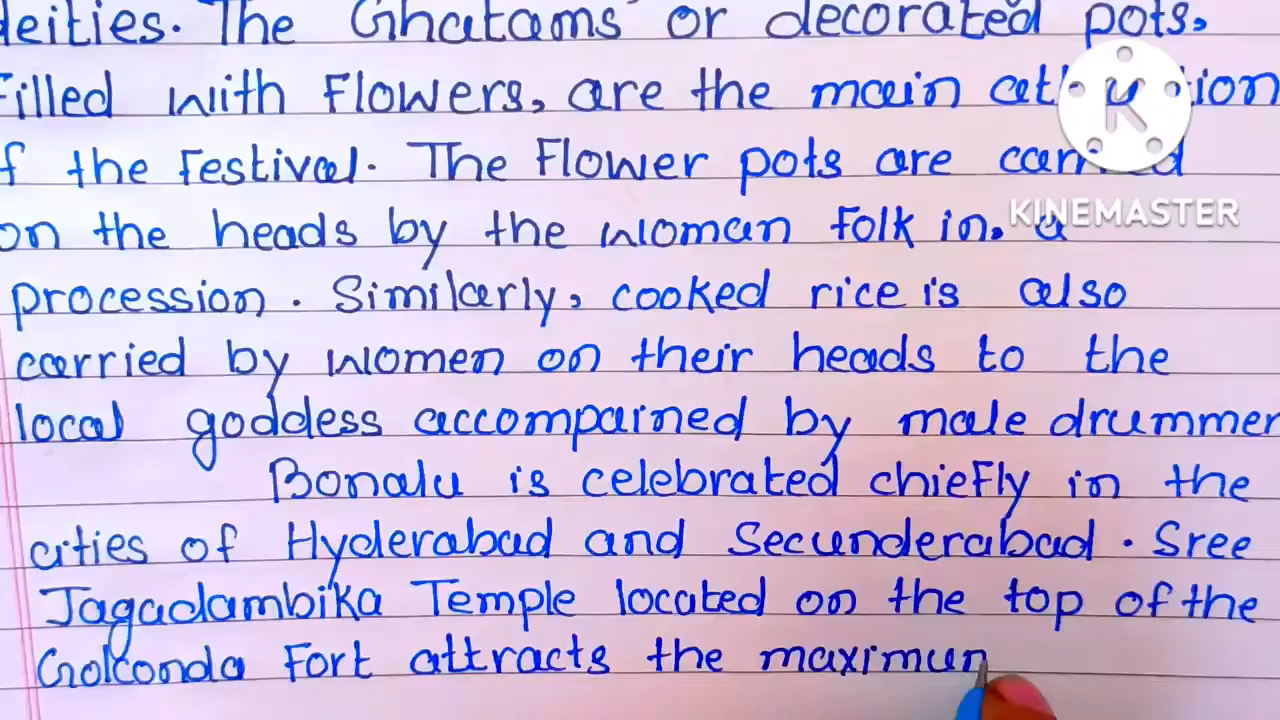 deities. The Ghatams or decorated pots,
filled with flowers, are the main
of the festival. The flower pots are
on the heads by the woman folk in. a
procession. Similarly, cooked rice is also
carried by women on their heads to the
local goddess accompained by male drummer
Bonalu is celebrated chiefly in the
cities of Hyderabad and Secunderabad. Sree
Jagadambika Temple located on the top of the
Golconda Fort attracts the maximum
K
KINEMASTER